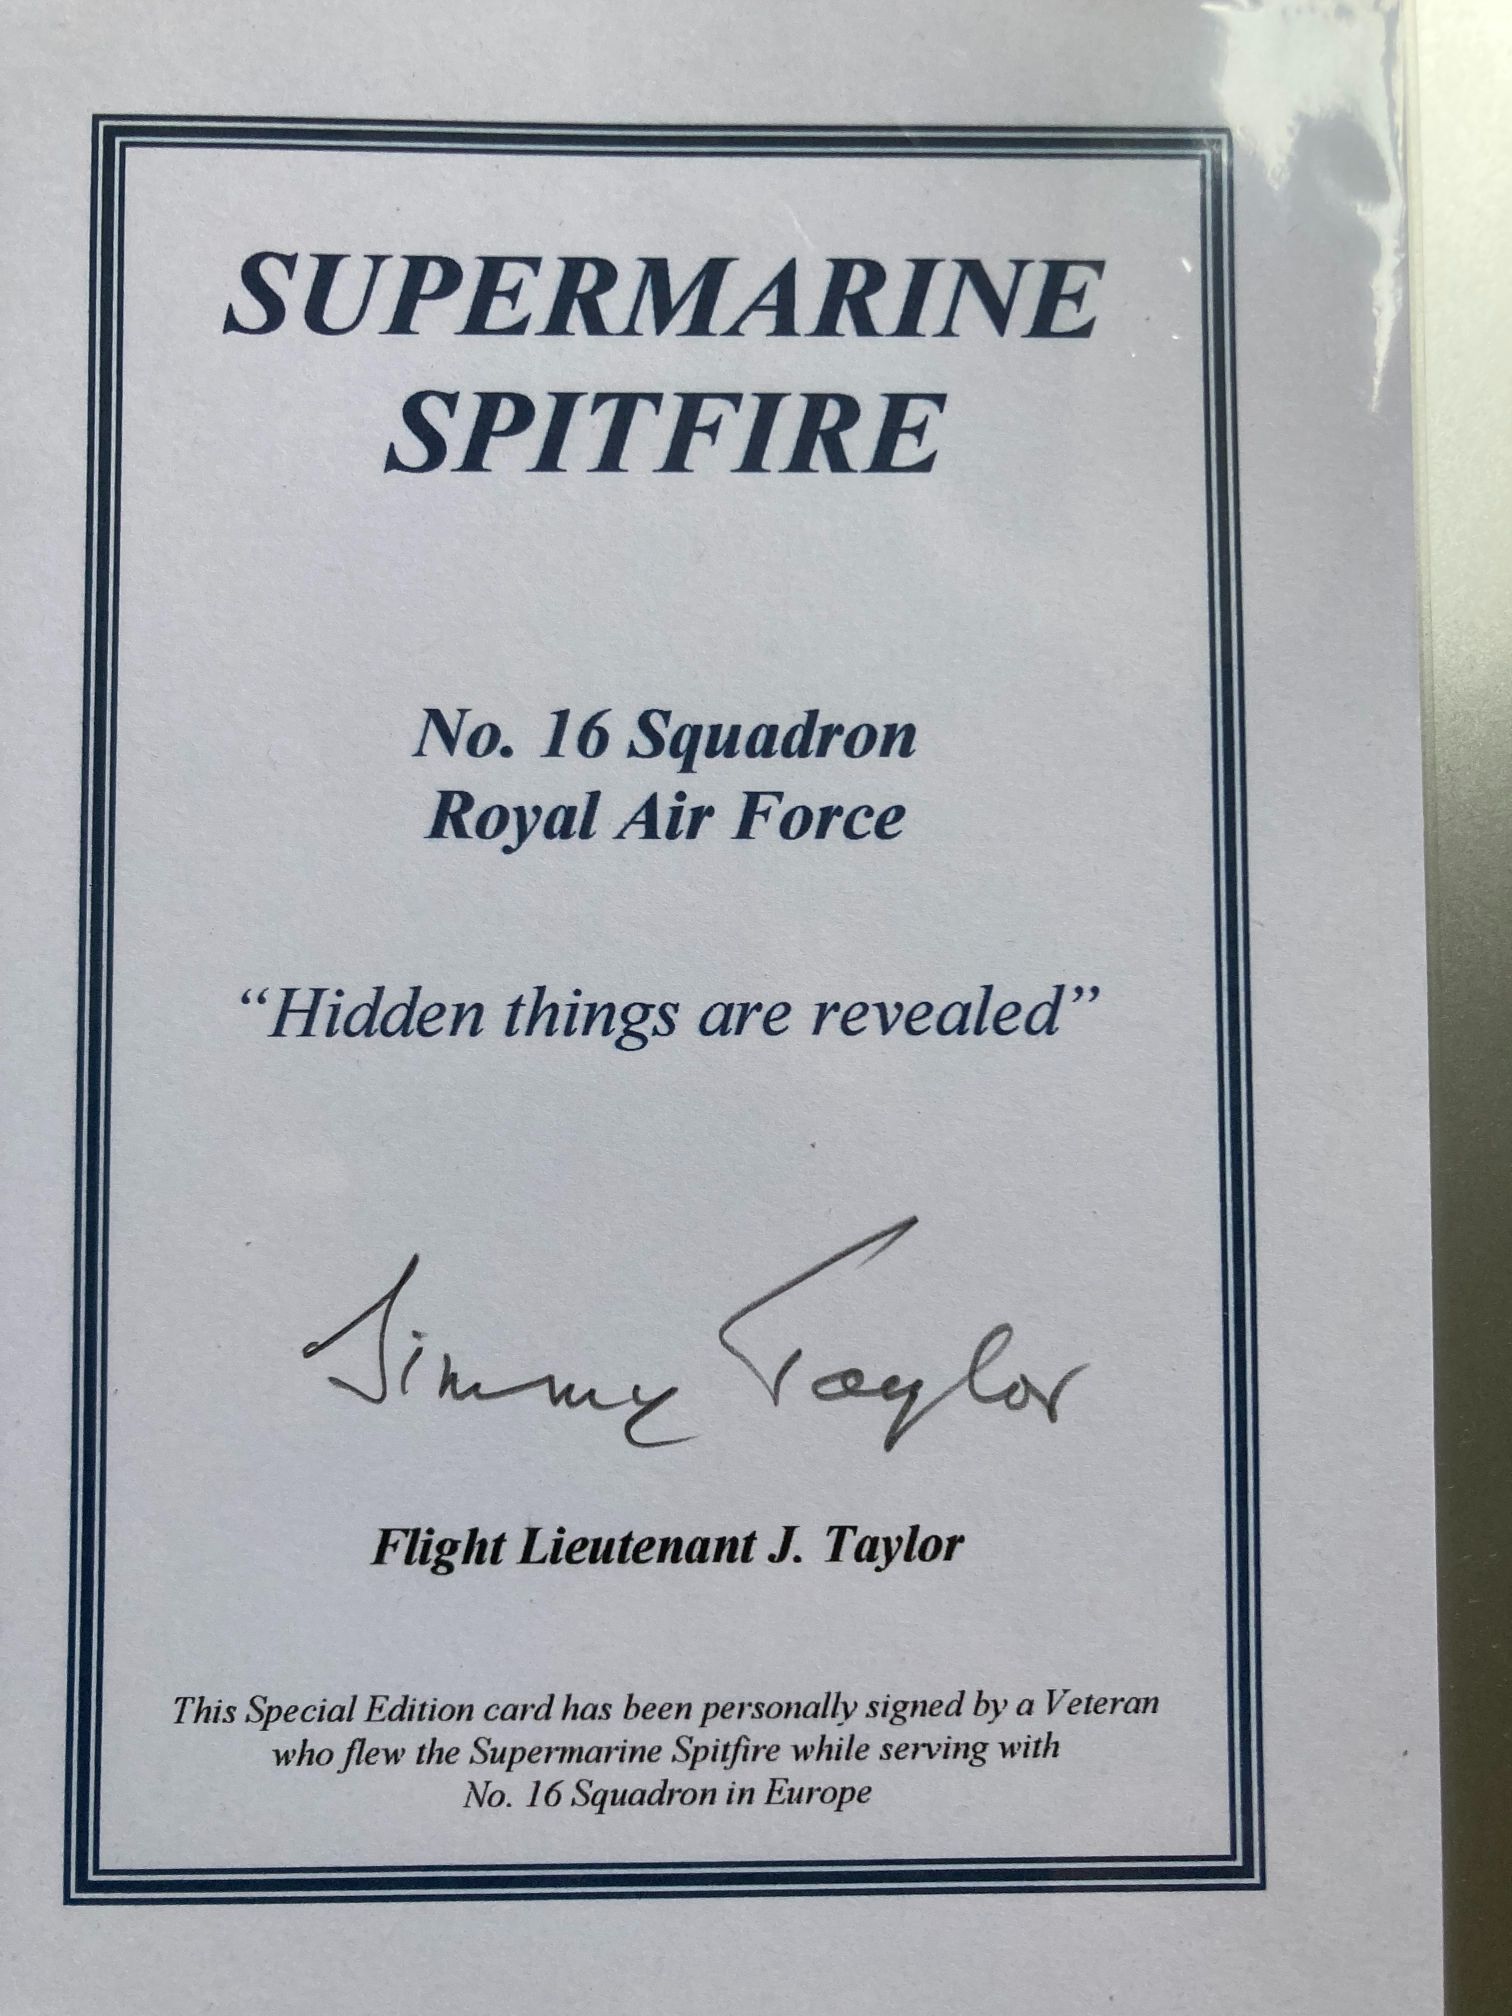 SUPERMARINE
SPITFIRE
No. 16 Squadron
Royal Air Force
“Hidden things are revealed”
Jimmy Taylor
Flight Lieutenant J. Taylor
This Special Edition card has been personally signed by a Veteran
who flew the Supermarine Spitfire while serving with
No. 16 Squadron in Europe